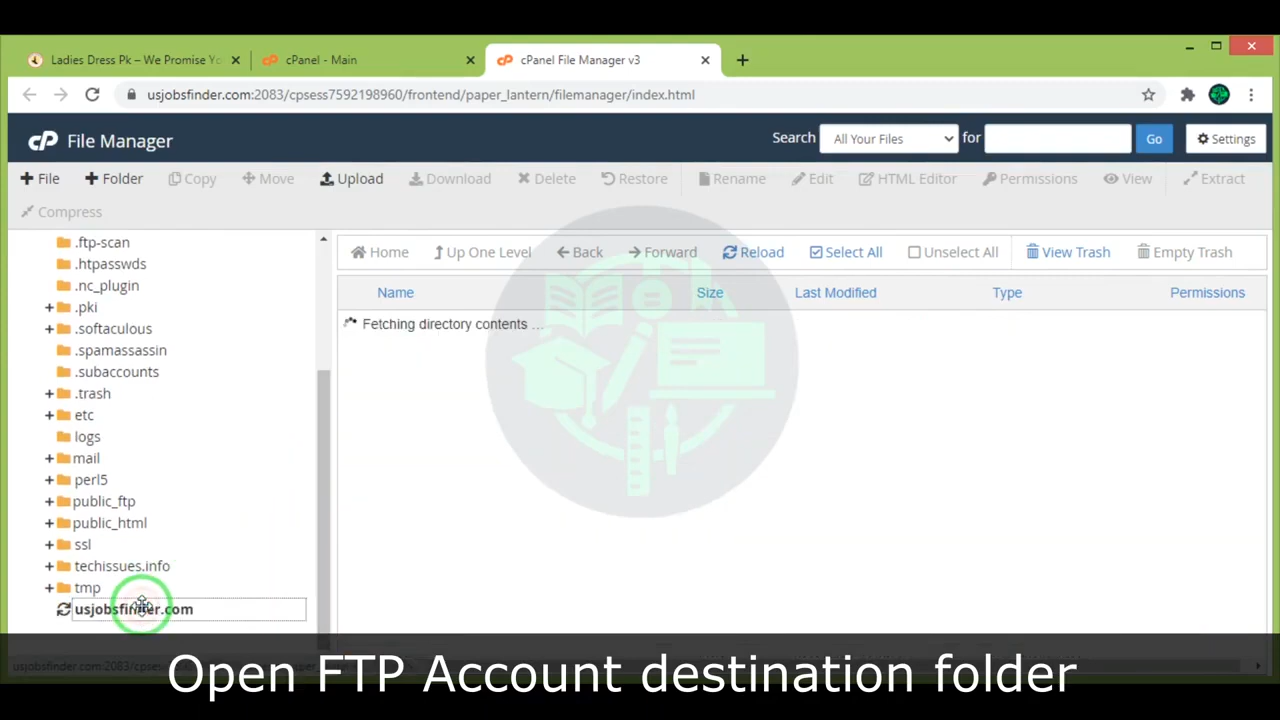 Ladies Dress Pk – We Promise Yo
cPanel - Main
cPanel File Manager v3
usjobsfinder.com:2083/cpsess7592198960/frontend/paper_lantern/filemanager/index.html
cP File Manager
Search All Your Files for Go Settings
File Folder Copy Move Upload Download Delete Restore Rename Edit HTML Editor Permissions View Extract
Compress
.ftp-scan
.htpasswds
.nc_plugin
.pki
.softaculous
.spamassassin
.subaccounts
.trash
etc
logs
mail
perl5
public_ftp
public_html
ssl
techissues.info
tmp
usjobsfinder.com
Home Up One Level Back Forward Reload Select All Unselect All View Trash Empty Trash
Name Size Last Modified Type Permissions
Fetching directory contents ...
Open FTP Account destination folder